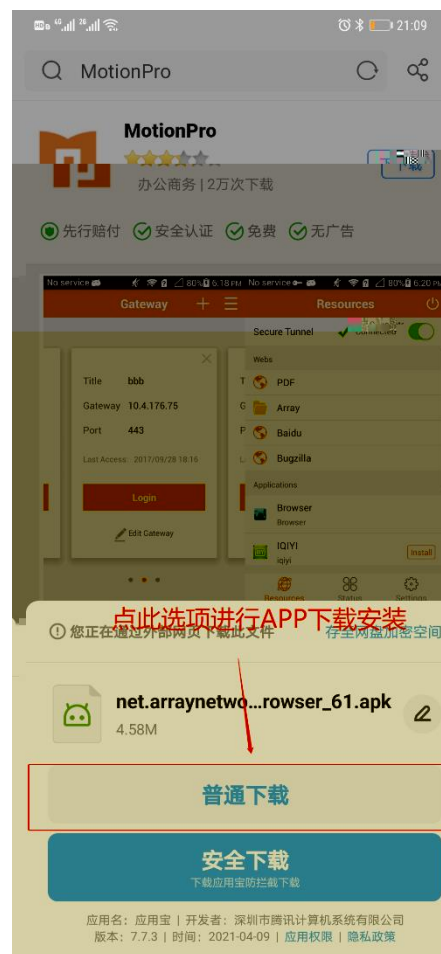 21:09
MotionPro
MotionPro
办公商务 | 2万次下载
先行赔付 安全认证 免费 无广告
No service 80% 6:18 PM No service 80% 6:20 PM
Gateway
Resources
Secure Tunnel
Webs
Title bbb
PDF
Gateway 10.4.176.75
Array
Port 443
Baidu
Last Access: 2017/09/28 18:16
Bugzilla
Applications
Login
Browser
Browser
Edit Gateway
IQIYI
iqiyi
Install
Resources Status Settings
点此选项进行APP下载安装
您正在通过外部网页下载此文件
存至网盘加密空间
net.arraynetwo...rowser_61.apk
4.58M
普通下载
安全下载
下载应用宝防拦截下载
应用名：应用宝 | 开发者：深圳市腾讯计算机系统有限公司
版本：7.7.3 | 时间：2021-04-09 | 应用权限 | 隐私政策